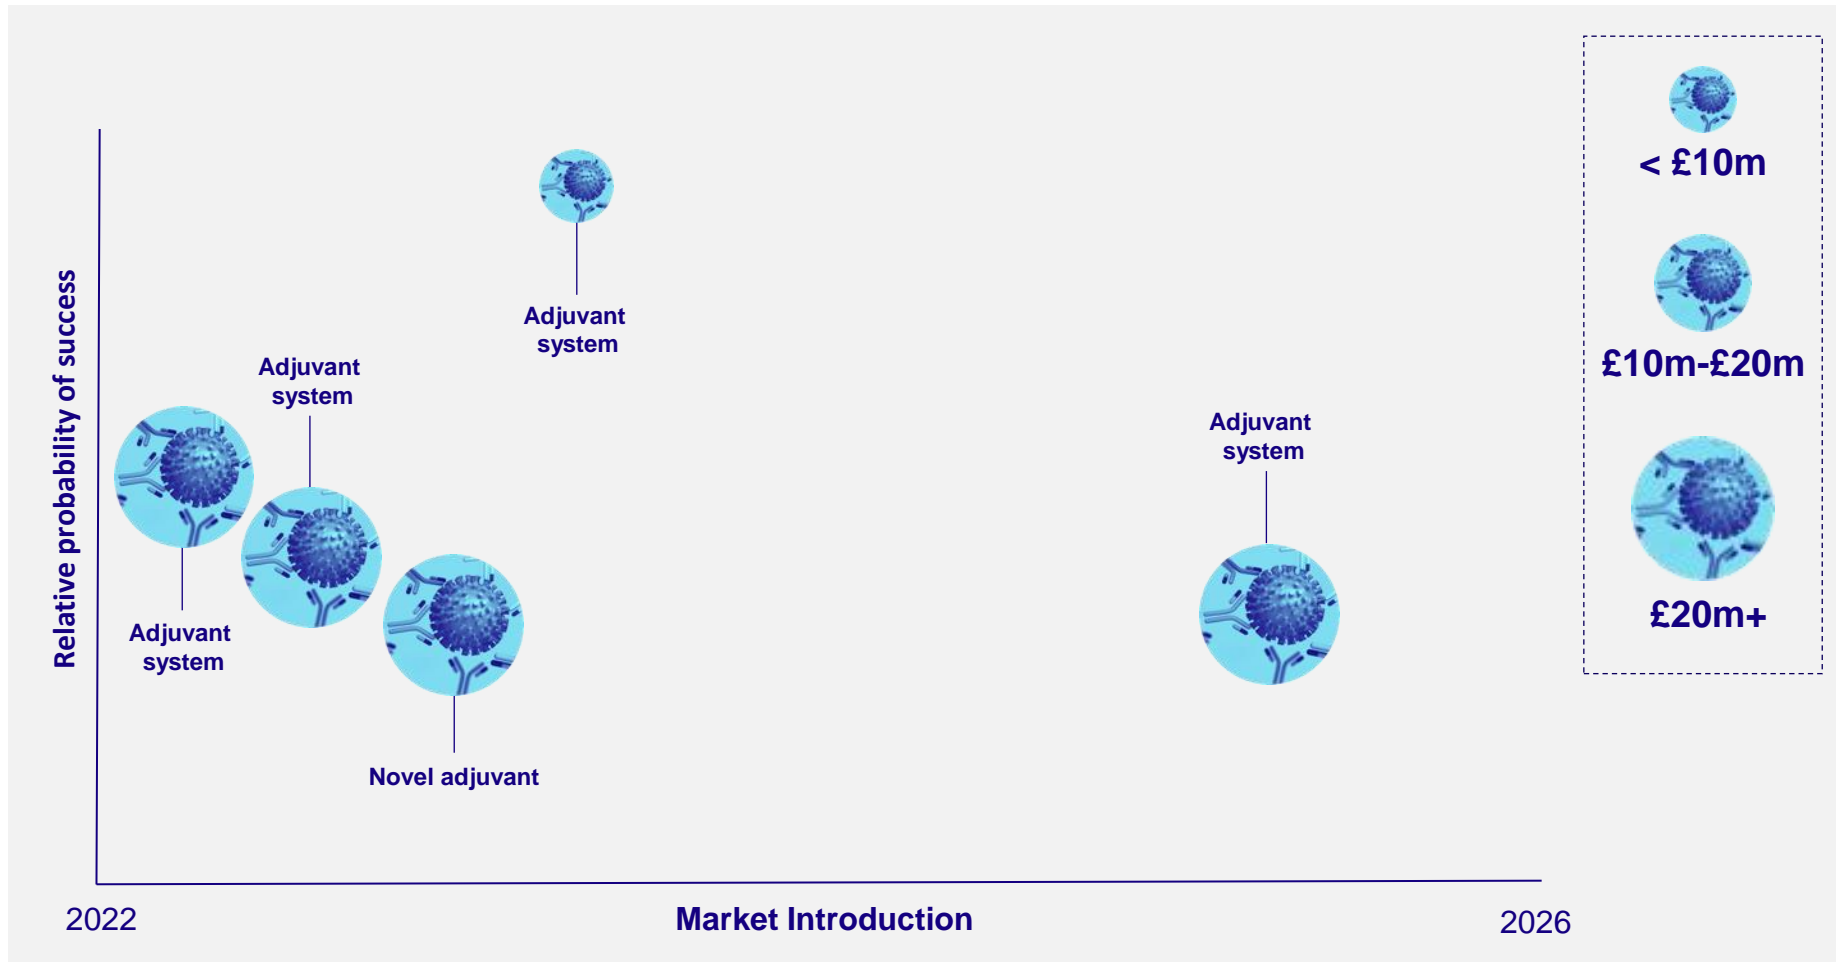 Relative probability of success
Adjuvant
system
Adjuvant
system
Novel adjuvant
Adjuvant
system
Adjuvant
system
2022
Market Introduction
2026
< £10m
£10m-£20m
£20m+